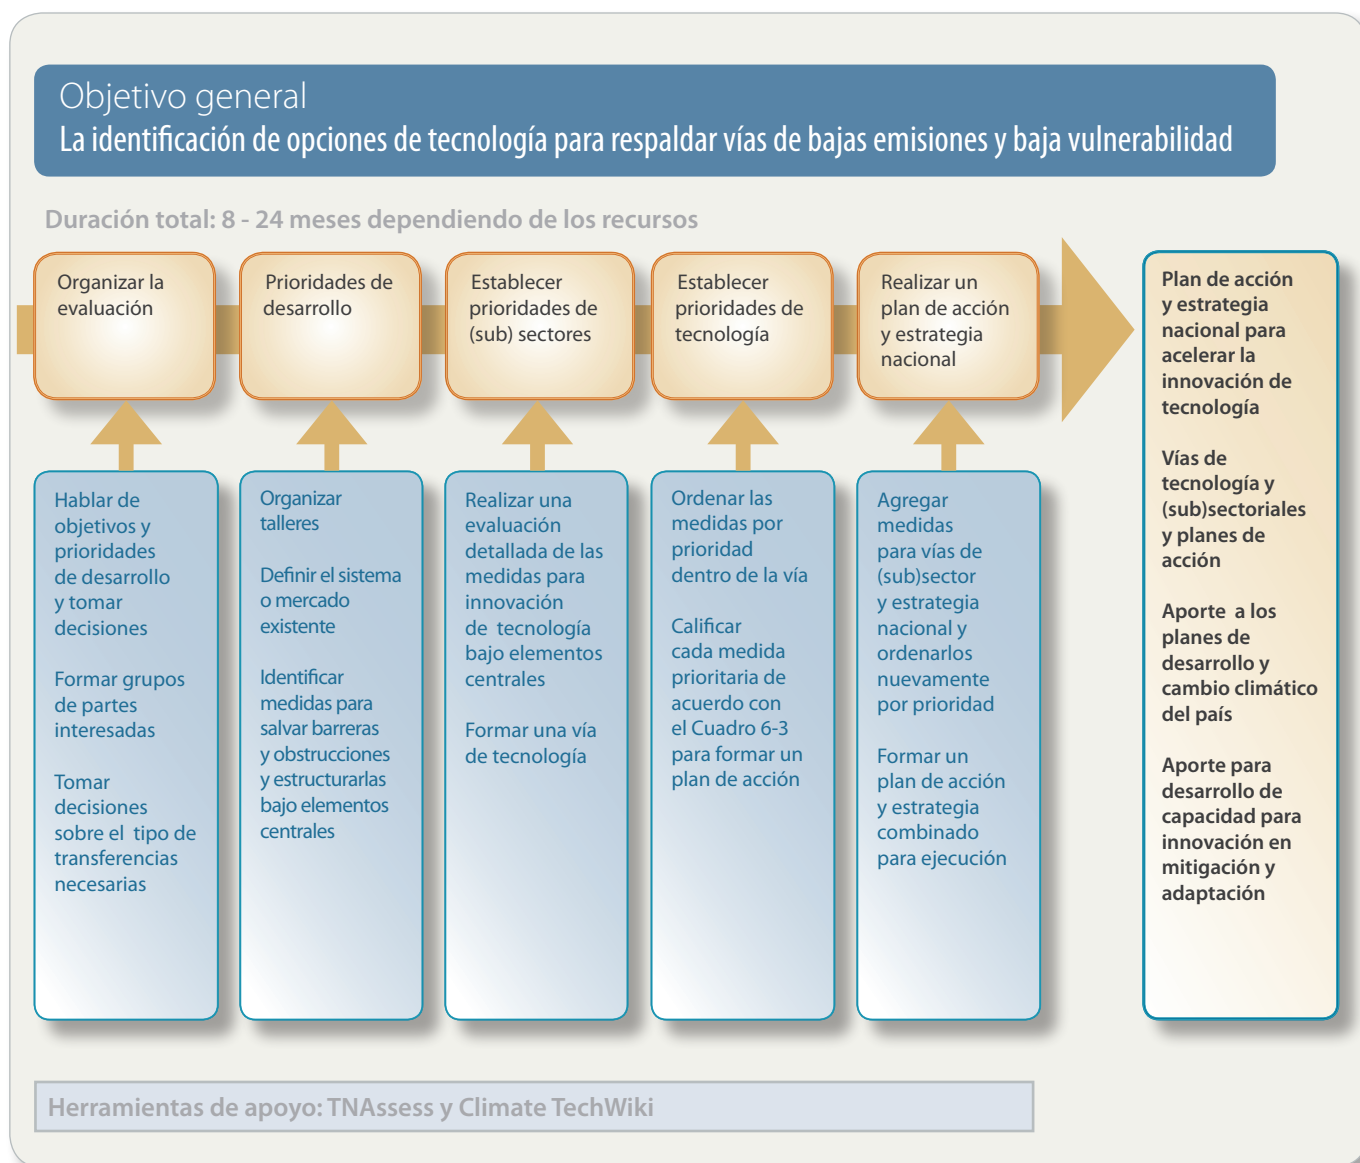 Objetivo general
La identificación de opciones de tecnología para respaldar vías de bajas emisiones y baja vulnerabilidad
Duración total: 8 - 24 meses dependiendo de los recursos
Organizar la
evaluación
Prioridades de
desarrollo
Establecer
prioridades de
(sub) sectores
Establecer
prioridades de
tecnología
Realizar un
plan de acción
y estrategia
nacional
Hablar de
objetivos y
prioridades
de desarrollo
y tomar
decisiones
Formar grupos
de partes
interesadas
Tomar
decisiones
sobre el tipo de
transferencias
necesarias
Organizar
talleres
Definir el sistema
o mercado
existente
Identificar
medidas para
salvar barreras
y obstrucciones
y estructurarlas
bajo elementos
centrales
Realizar una
evaluación
detallada de las
medidas para
innovación
de tecnología
bajo elementos
centrales
Formar una vía
de tecnología
Ordenar las
medidas por
prioridad
dentro de la vía
Calificar
cada medida
prioritaria de
acuerdo con
el Cuadro 6-3
para formar un
plan de acción
Agregar
medidas
para vías de
(sub)sector
y estrategia
nacional y
ordenarlos
nuevamente
por prioridad
Formar un
plan de acción
y estrategia
combinado
para ejecución
Plan de acción
y estrategia
nacional para
acelerar la
innovación de
tecnología
Vías de
tecnología y
(sub)sectoriales
y planes de
acción
Aporte a los
planes de
desarrollo y
cambio climático
del país
Aporte para
desarrollo de
capacidad para
innovación en
mitigación y
adaptación
Herramientas de apoyo: TNAssess y Climate TechWiki